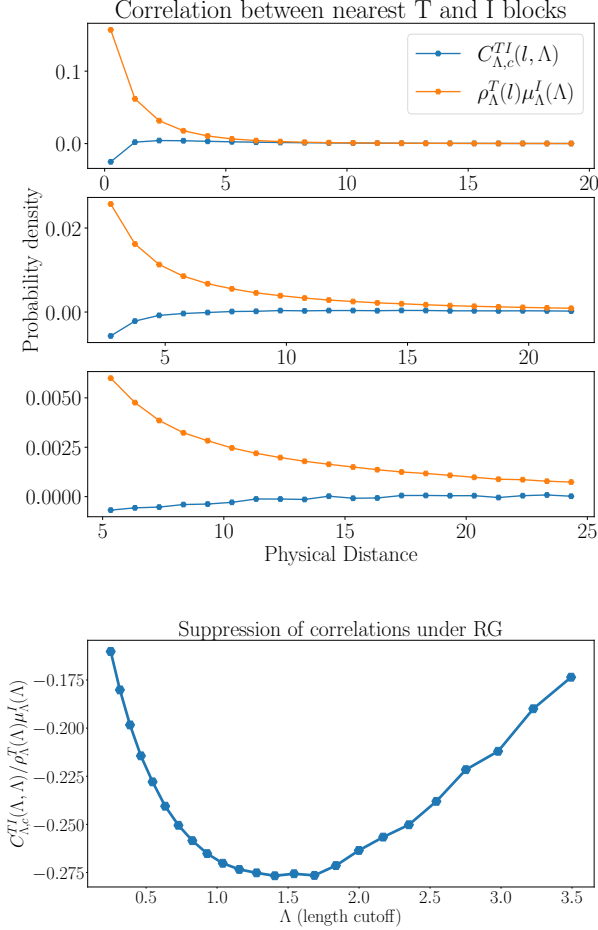 Correlation between nearest T and I blocks
C^{TI}_{Λ,c}(l, Λ)
ρ^T_Λ(l)μ^I_Λ(Λ)
0.1
0.0
0 5 10 15 20
Probability density
0.02
0.00
5 10 15 20
0.0050
0.0025
0.0000
5 10 15 20 25
Physical Distance
Suppression of correlations under RG
C^{TI}_{Λ,c}(Λ, Λ)/ρ^T_Λ(Λ)μ^I_Λ(Λ)
−0.175
−0.200
−0.225
−0.250
−0.275
0.5 1.0 1.5 2.0 2.5 3.0 3.5
Λ (length cutoff)